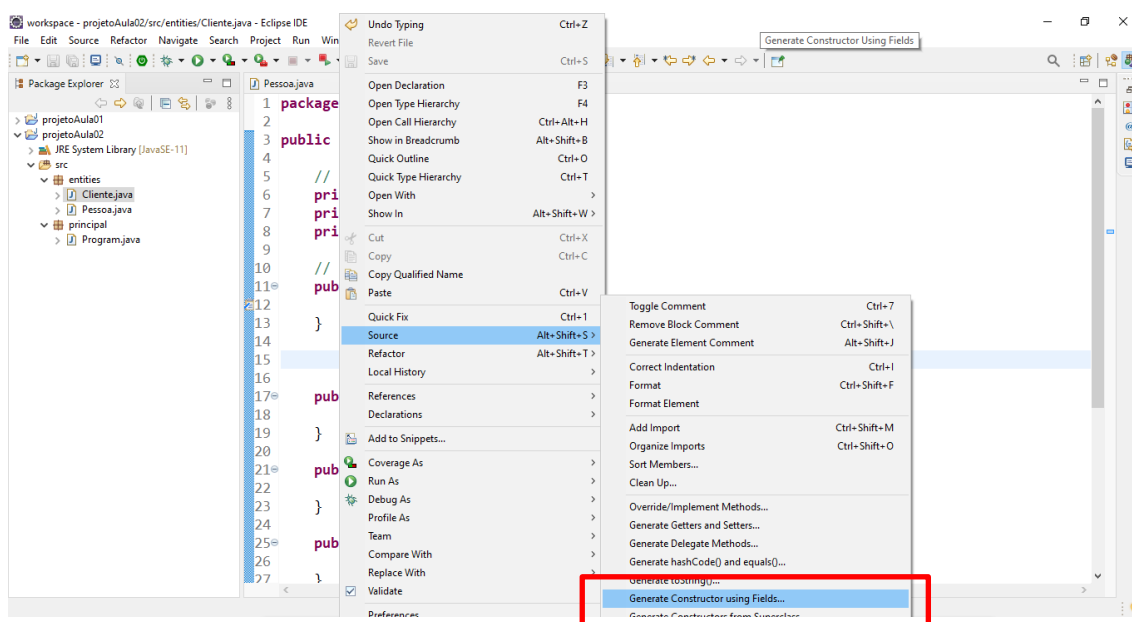 workspace - projetoAula02/src/entities/Cliente.java - Eclipse IDE
File Edit Source Refactor Navigate Search Project Run Win
Generate Constructor Using Fields
Package Explorer
projetoAula01
projetoAula02
JRE System Library [JavaSE-11]
src
entities
Cliente.java
Pessoa.java
principal
Program.java
Pessoa.java
1 package
2
3 public
4
5 //
6 pri
7 pri
8 pri
9
10 //
11 pub
12
13 }
14
15
16
17 pub
18
19 }
20
21 pub
22
23 }
24
25 pub
26
27 }
Undo Typing Ctrl+Z
Revert File
Save Ctrl+S
Open Declaration F3
Open Type Hierarchy F4
Open Call Hierarchy Ctrl+Alt+H
Show in Breadcrumb Alt+Shift+B
Quick Outline Ctrl+O
Quick Type Hierarchy Ctrl+T
Open With >
Show In Alt+Shift+W >
Cut Ctrl+X
Copy Ctrl+C
Copy Qualified Name
Paste Ctrl+V
Quick Fix Ctrl+1
Source Alt+Shift+S >
Refactor Alt+Shift+T >
Local History >
References >
Declarations >
Add to Snippets...
Coverage As >
Run As >
Debug As >
Profile As >
Team >
Compare With >
Replace With >
Validate
Preferences
Toggle Comment Ctrl+7
Remove Block Comment Ctrl+Shift+\
Generate Element Comment Alt+Shift+J
Correct Indentation Ctrl+I
Format Ctrl+Shift+F
Format Element
Add Import Ctrl+Shift+M
Organize Imports Ctrl+Shift+O
Sort Members...
Clean Up...
Override/Implement Methods...
Generate Getters and Setters...
Generate Delegate Methods...
Generate hashCode() and equals()...
Generate toString()...
Generate Constructor using Fields...
Generate Constructors from Superclass